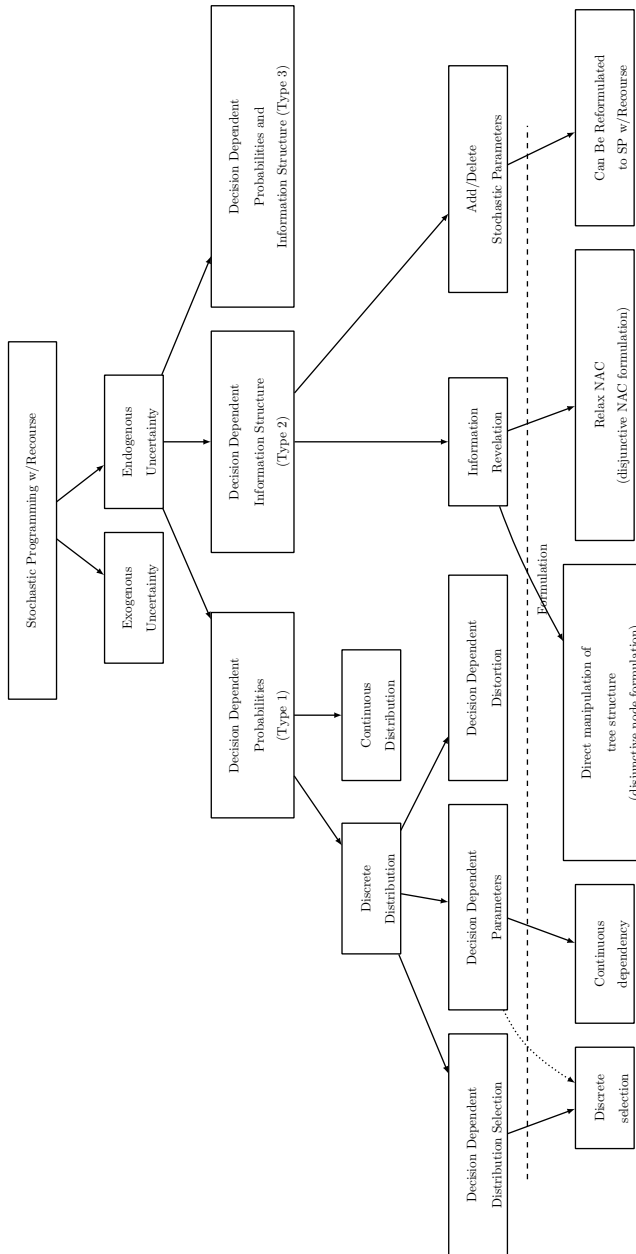 Stochastic Programming w/Recourse
Exogenous
Uncertainty
Endogenous
Uncertainty
Decision Dependent
Probabilities
(Type 1)
Decision Dependent
Information Structure
(Type 2)
Decision Dependent
Probabilities and
Information Structure (Type 3)
Discrete
Distribution
Continuous
Distribution
Decision Dependent
Distribution Selection
Decision Dependent
Parameters
Decision Dependent
Distortion
Information
Revelation
Add/Delete
Stochastic Parameters
Formulation
Discrete
selection
Continuous
dependency
Direct manipulation of
tree structure
(disjunctive node formulation)
Relax NAC
(disjunctive NAC formulation)
Can Be Reformulated
to SP w/Recourse